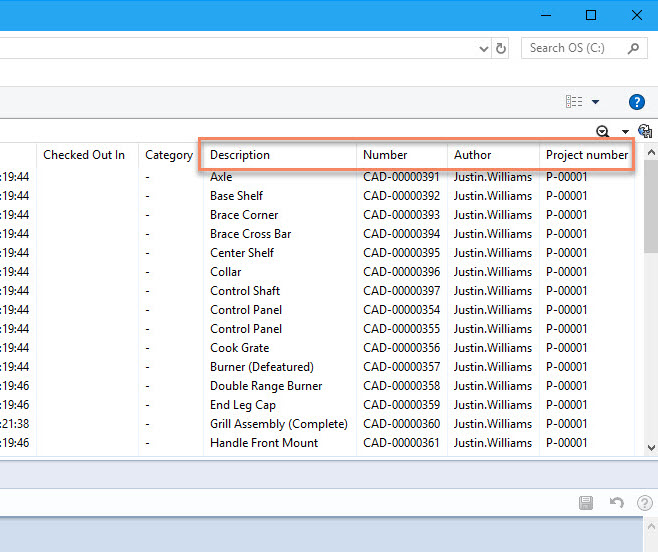 Search OS (C:)
?
Checked Out In Category Description Number Author Project number
:19:44 - Axle CAD-00000391 Justin.Williams P-00001
:19:44 - Base Shelf CAD-00000392 Justin.Williams P-00001
:19:44 - Brace Corner CAD-00000393 Justin.Williams P-00001
:19:44 - Brace Cross Bar CAD-00000394 Justin.Williams P-00001
:19:44 - Center Shelf CAD-00000395 Justin.Williams P-00001
:19:44 - Collar CAD-00000396 Justin.Williams P-00001
:19:44 - Control Shaft CAD-00000397 Justin.Williams P-00001
:19:44 - Control Panel CAD-00000354 Justin.Williams P-00001
:19:44 - Control Panel CAD-00000355 Justin.Williams P-00001
:19:44 - Cook Grate CAD-00000356 Justin.Williams P-00001
:19:44 - Burner (Defeatured) CAD-00000357 Justin.Williams P-00001
:19:46 - Double Range Burner CAD-00000358 Justin.Williams P-00001
:19:46 - End Leg Cap CAD-00000359 Justin.Williams P-00001
:21:38 - Grill Assembly (Complete) CAD-00000360 Justin.Williams P-00001
:19:46 - Handle Front Mount CAD-00000361 Justin.Williams P-00001
?